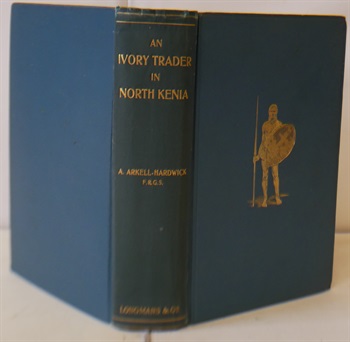 AN
IVORY TRADER
IN
NORTH KENIA
A. ARKELL-HARDWICK
F.R.G.S.
LONGMANS & Co.